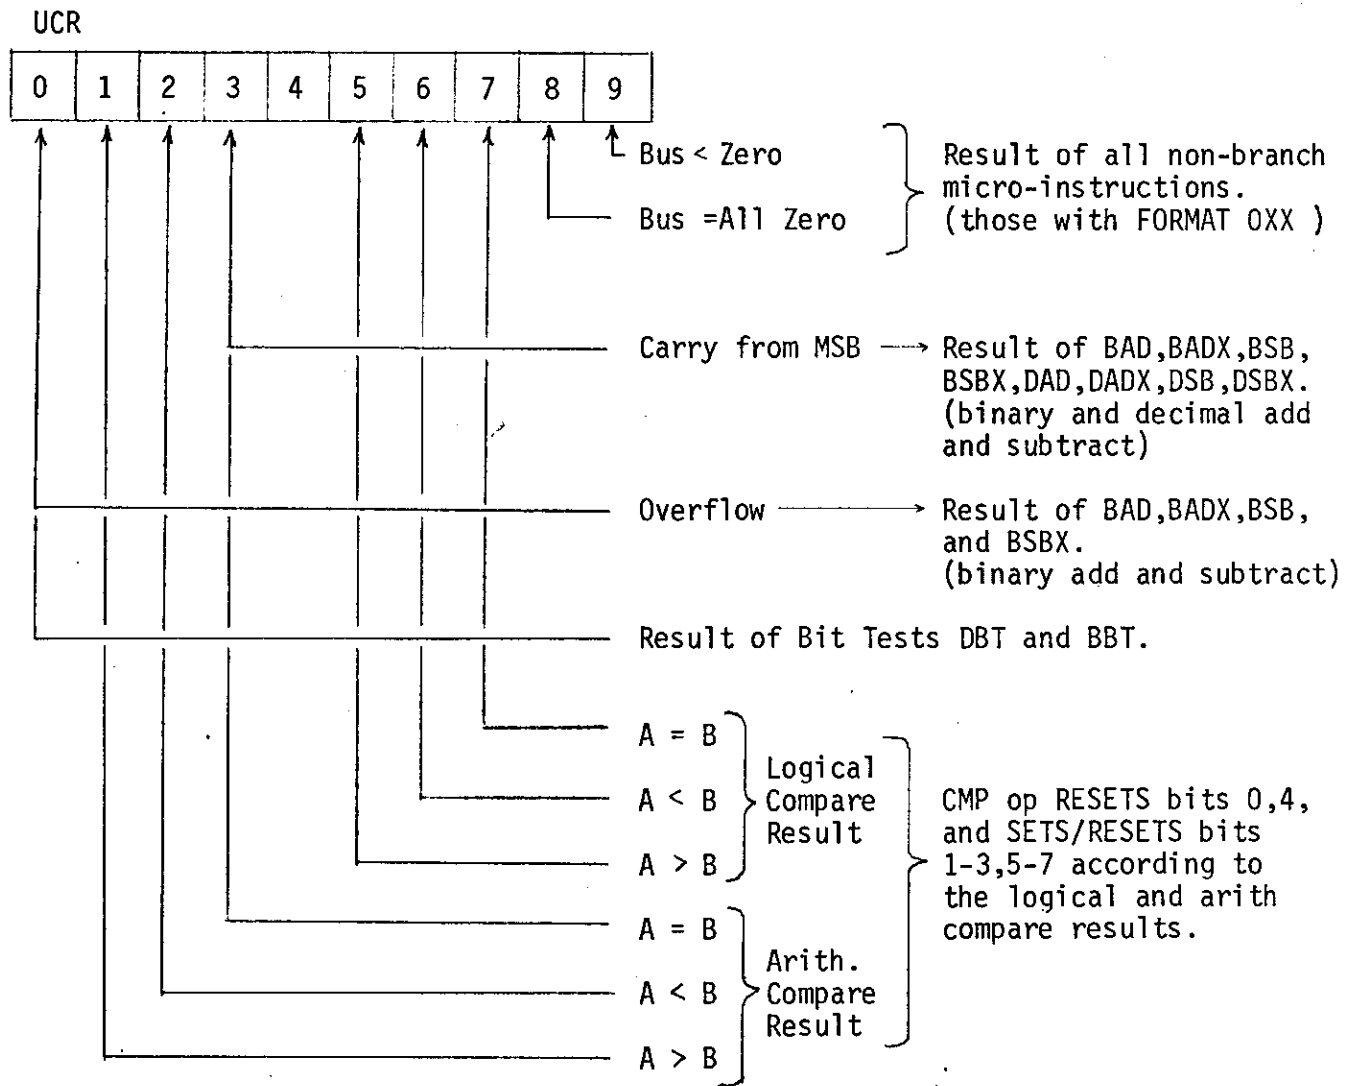 UCR
0 1 2 3 4 5 6 7 8 9
Bus < Zero
Bus =All Zero
Result of all non-branch
micro-instructions.
(those with FORMAT OXX )
Carry from MSB
Result of BAD,BADX,BSB,
BSBX,DAD,DADX,DSB,DSBX.
(binary and decimal add
and subtract)
Overflow
Result of BAD,BADX,BSB,
and BSBX.
(binary add and subtract)
Result of Bit Tests DBT and BBT.
A = B
A < B
A > B
Logical
Compare
Result
A = B
A < B
A > B
Arith.
Compare
Result
CMP op RESETS bits 0,4,
and SETS/RESETS bits
1-3,5-7 according to
the logical and arith
compare results.